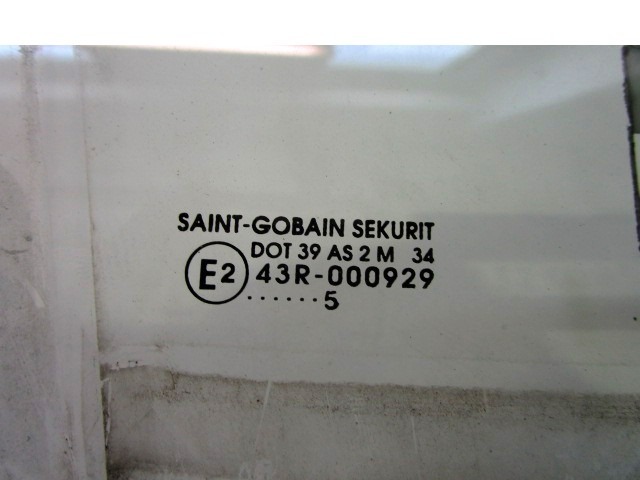 SAINT-GOBAIN SEKURIT
DOT 39 AS 2 M 34
E2 43R-000929
······5